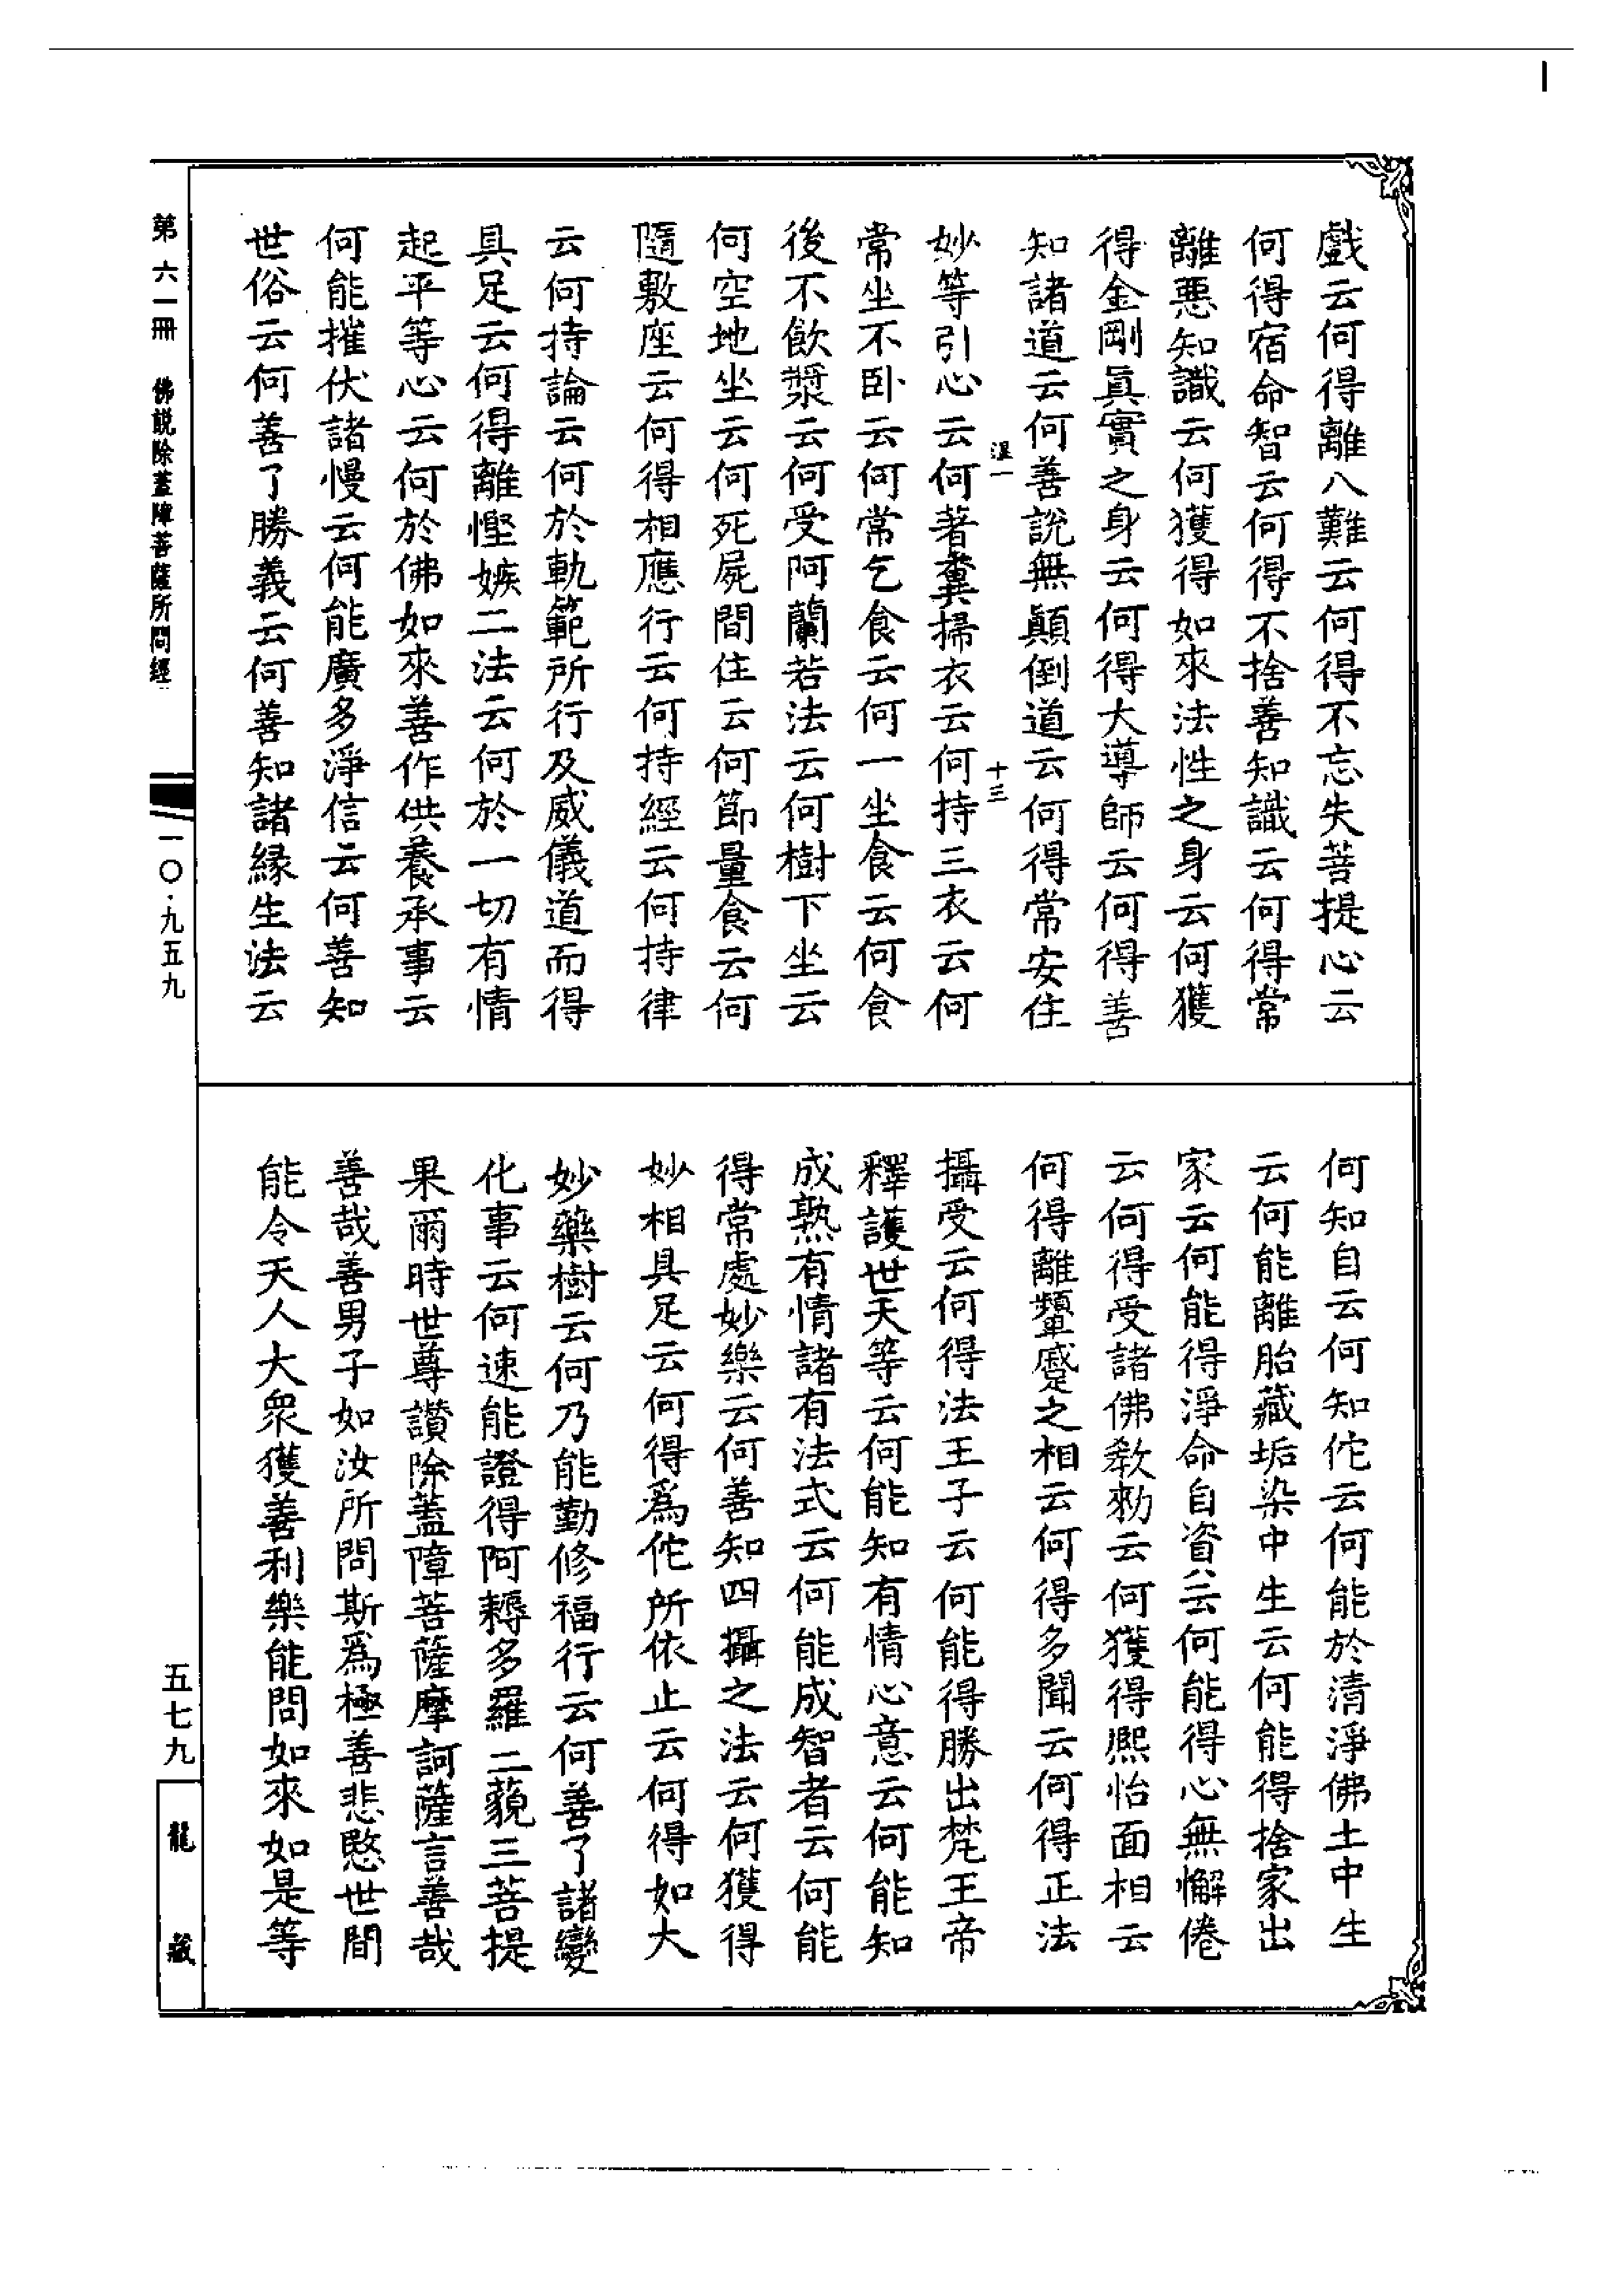 戲云何得離八難云何得不忘失菩提心云
何得宿命智云何得不捨善知識云何得常
離惡知識云何獲得如來法性之身云何獲
得金剛眞實之身云何得大導師云何得善
知諸道云何善說無顚倒道云何得常安住
十三
妙等引心云何著糞掃衣云何持三衣云何
常坐不卧云何常乞食云何一坐食云何食
後不飮漿云何受阿蘭若法云何樹下坐云
何空地坐云何死屍間住云何節量食云何
隨敷座云何得相應行云何持經云何持律
云何持論云何於軌範所行及威儀道而得
具足云何得離慳嫉二法云何於一切有情
起平等心云何於佛如來善作供養承事云
何能摧伏諸慢云何能廣多淨信云何善知
世俗云何善了勝義云何善知諸緣生法云
何知自云何知佗云何能於清淨佛土中生
云何能離胎藏垢染中生云何能得捨家出
家云何能得淨命自資云何能得心無懈倦
云何得受諸佛敎勑云何獲得熈怡面相云
何得離顰蹙之相云何得多聞云何得正法
攝受云何得法王子云何能得勝出梵王帝
釋護世天等云何能知有情心意云何能知
成熟有情諸有法式云何能成智者云何能
得常處妙樂云何善知四攝之法云何獲得
妙相具足云何得爲佗所依止云何得如大
妙藥樹云何乃能勤修福行云何善了諸變
化事云何速能證得阿耨多羅三藐三菩提
果爾時世尊讚除蓋障菩薩摩訶薩言善哉
善哉善男子如汝所問斯爲極善悲愍世間
能令天人大衆獲善利樂能問如來如是等
第六一冊 佛説除蓋障菩薩所問經
一〇·九五九
五七九
龍藏